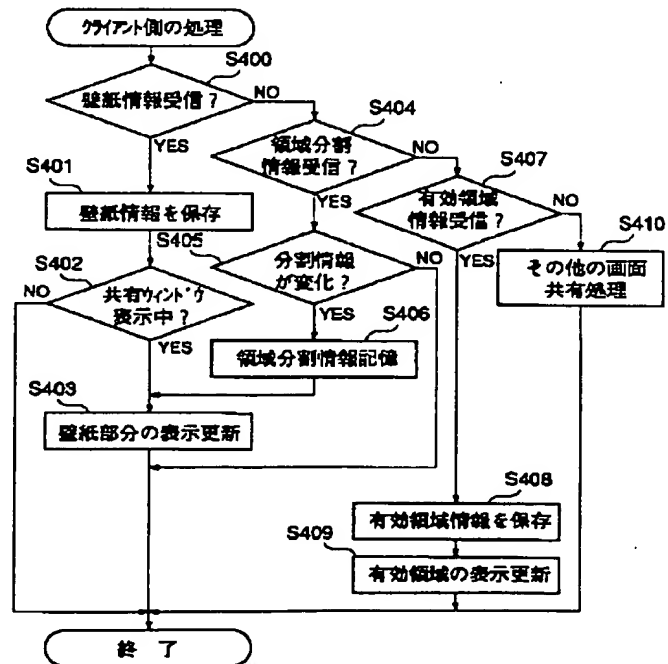 クライアント側の処理
S400
壁紙情報受信?
NO
YES
S404
領域分割
情報受信?
NO
YES
S407
有効領域
情報受信?
NO
YES
S401
壁紙情報を保存
S405
分割情報
が変化?
NO
YES
S410
その他の画面
共有処理
S402
共有ウィンドウ
表示中?
NO
YES
S406
領域分割情報記憶
S403
壁紙部分の表示更新
S408
有効領域情報を保存
S409
有効領域の表示更新
終 了